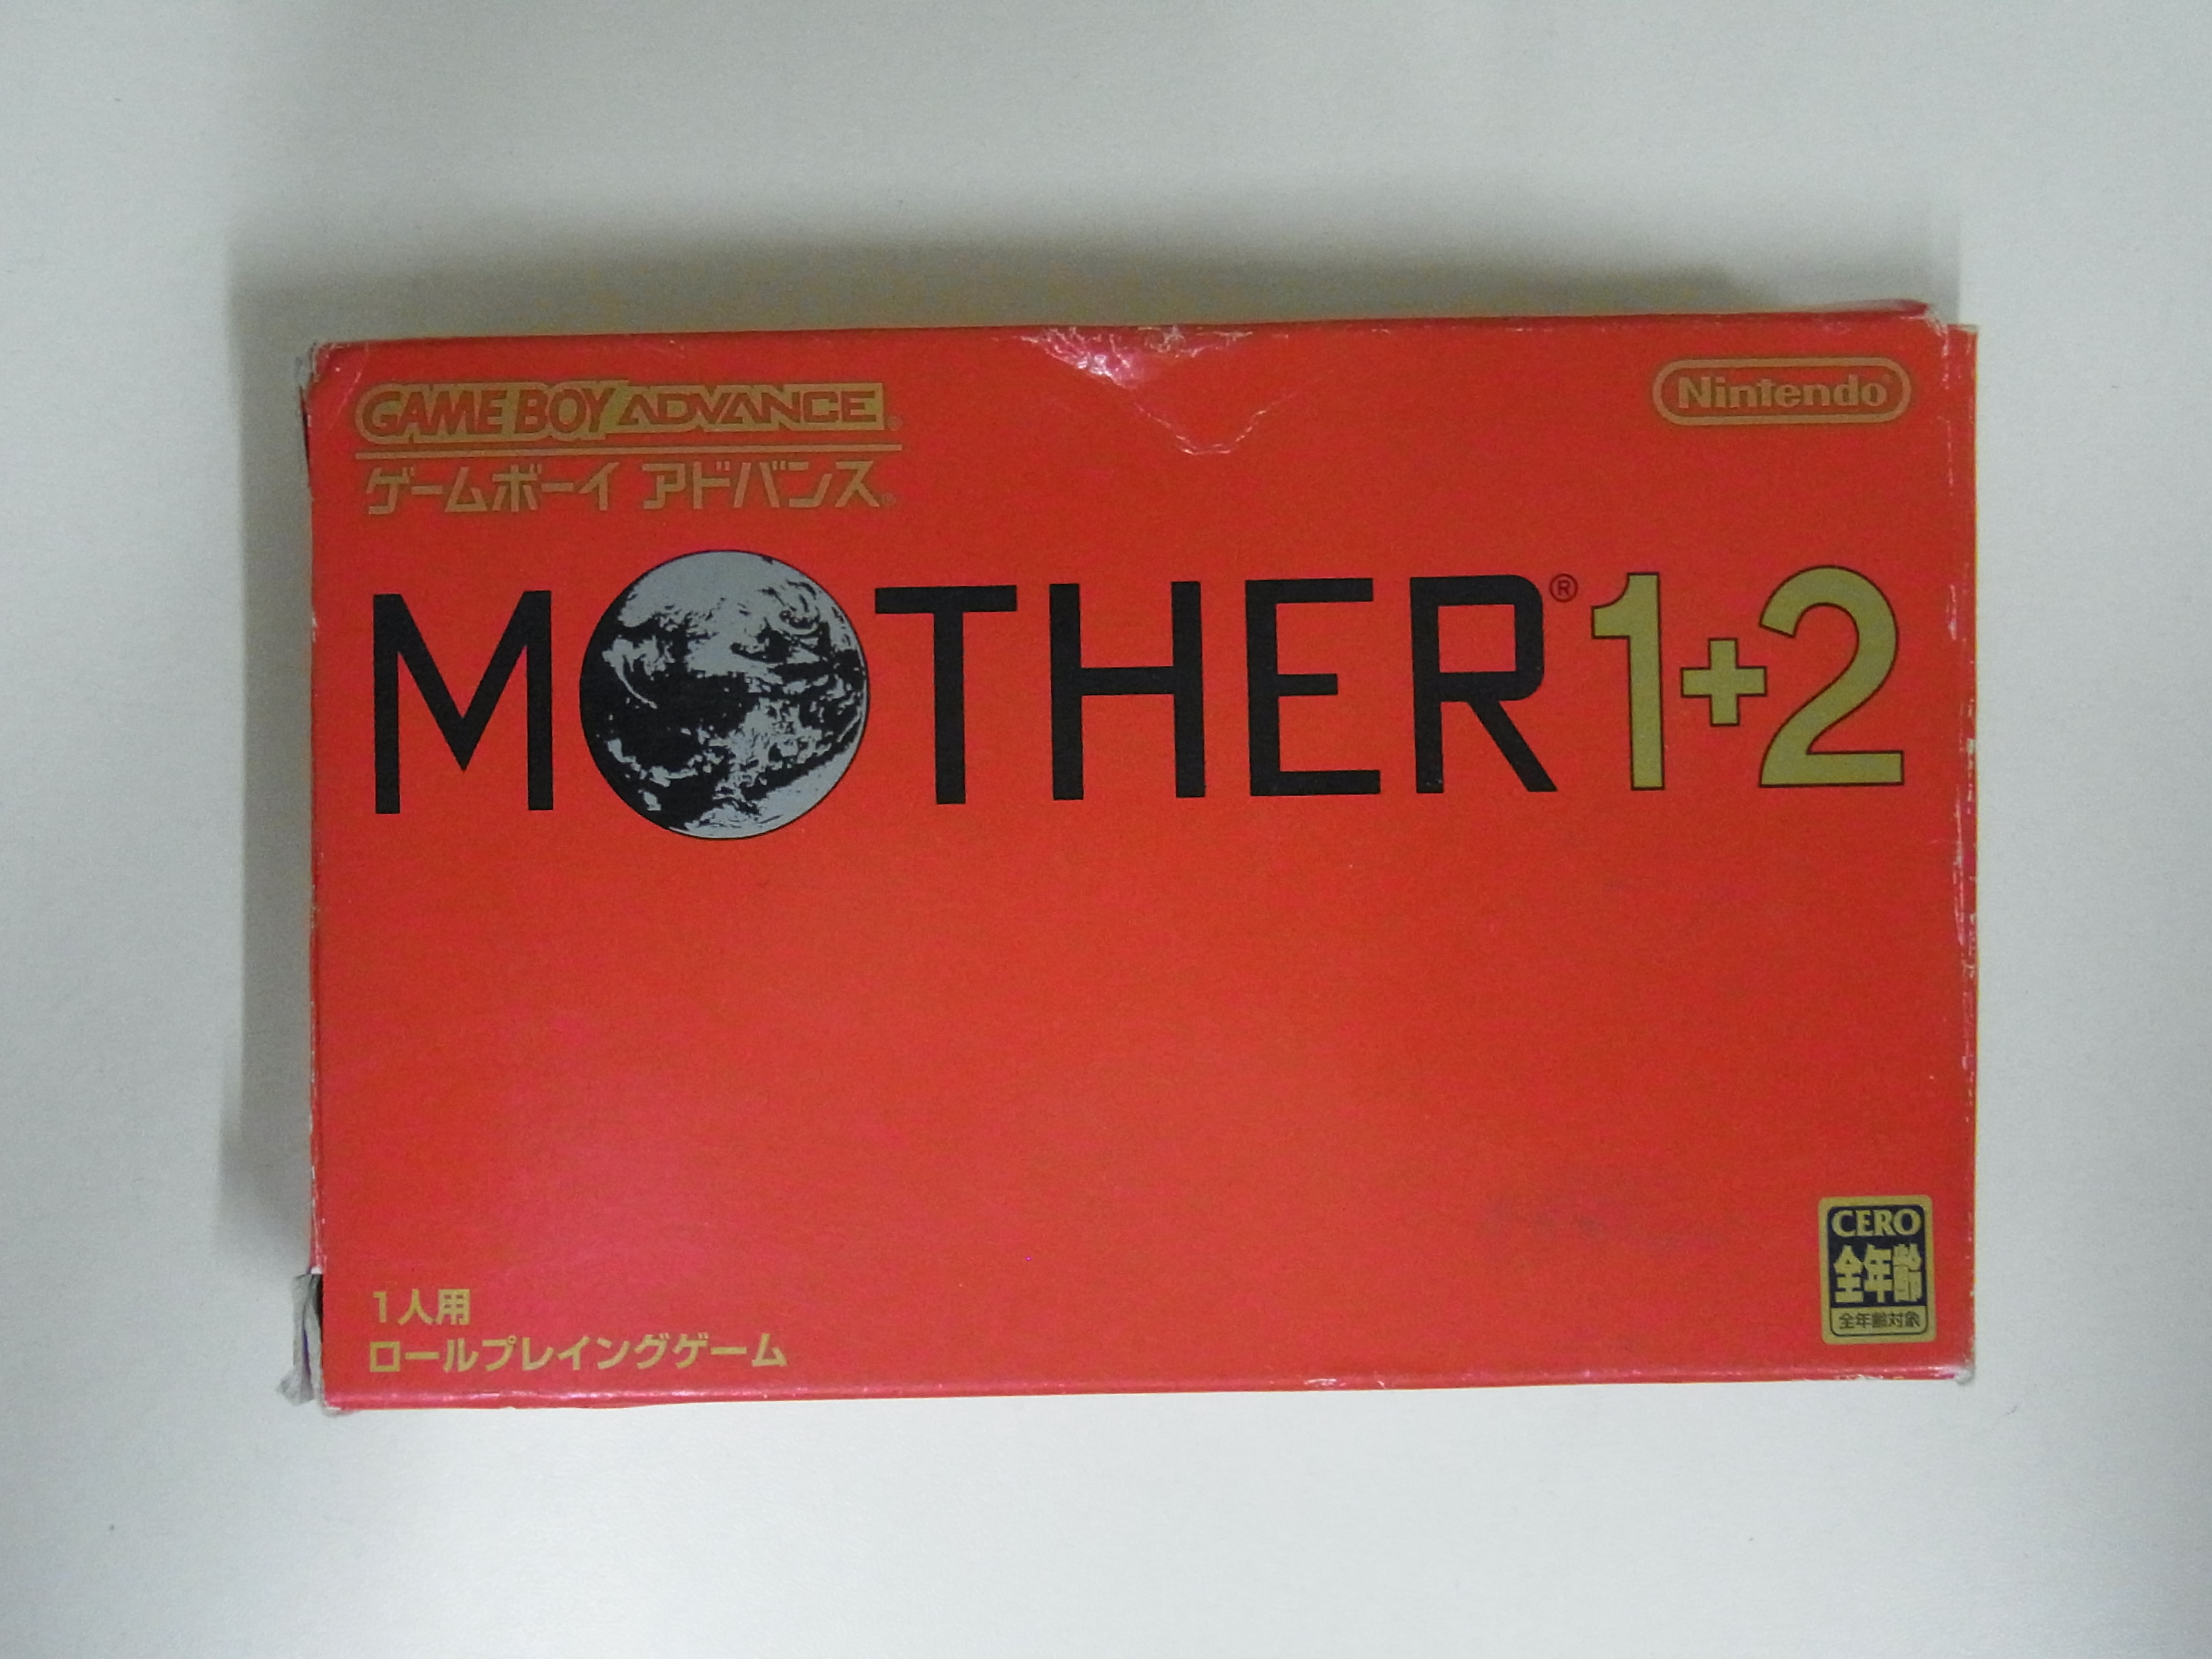 GAME BOY ADVANCE
Nintendo®
ゲームボーイ アドバンス®
MOTHER® 1+2
CERO
全年齢
全年齢対象
1人用
ロールプレイングゲーム